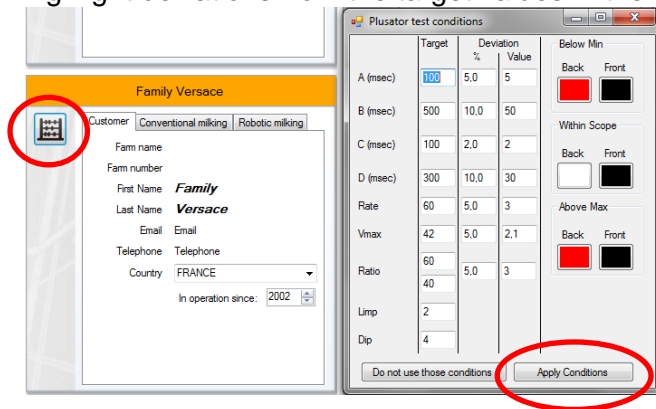 Plusator test conditions
Family Versace
Customer Conventional milking Robotic milking
Farm name
Farm number
First Name Family
Last Name Versace
Email Email
Telephone Telephone
Country FRANCE
In operation since: 2002
Target Deviation
% Value
A (msec) 100 5,0 5
B (msec) 500 10,0 50
C (msec) 100 2,0 2
D (msec) 300 10,0 30
Rate 60 5,0 3
Vmax 42 5,0 2,1
Ratio 60 5,0 3
40
Limp 2
Dip 4
Below Min
Back Front
Within Scope
Back Front
Above Max
Back Front
Do not use those conditions Apply Conditions